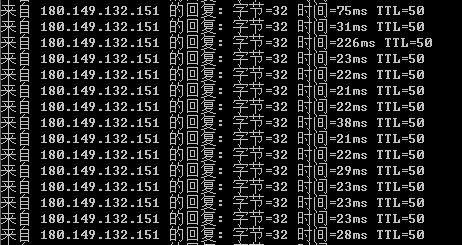 来自 180.149.132.151 的回复: 字节=32 时间=75ms TTL=50
来自 180.149.132.151 的回复: 字节=32 时间=31ms TTL=50
来自 180.149.132.151 的回复: 字节=32 时间=226ms TTL=50
来自 180.149.132.151 的回复: 字节=32 时间=23ms TTL=50
来自 180.149.132.151 的回复: 字节=32 时间=22ms TTL=50
来自 180.149.132.151 的回复: 字节=32 时间=21ms TTL=50
来自 180.149.132.151 的回复: 字节=32 时间=22ms TTL=50
来自 180.149.132.151 的回复: 字节=32 时间=38ms TTL=50
来自 180.149.132.151 的回复: 字节=32 时间=21ms TTL=50
来自 180.149.132.151 的回复: 字节=32 时间=22ms TTL=50
来自 180.149.132.151 的回复: 字节=32 时间=29ms TTL=50
来自 180.149.132.151 的回复: 字节=32 时间=23ms TTL=50
来自 180.149.132.151 的回复: 字节=32 时间=23ms TTL=50
来自 180.149.132.151 的回复: 字节=32 时间=23ms TTL=50
来自 180.149.132.151 的回复: 字节=32 时间=28ms TTL=50